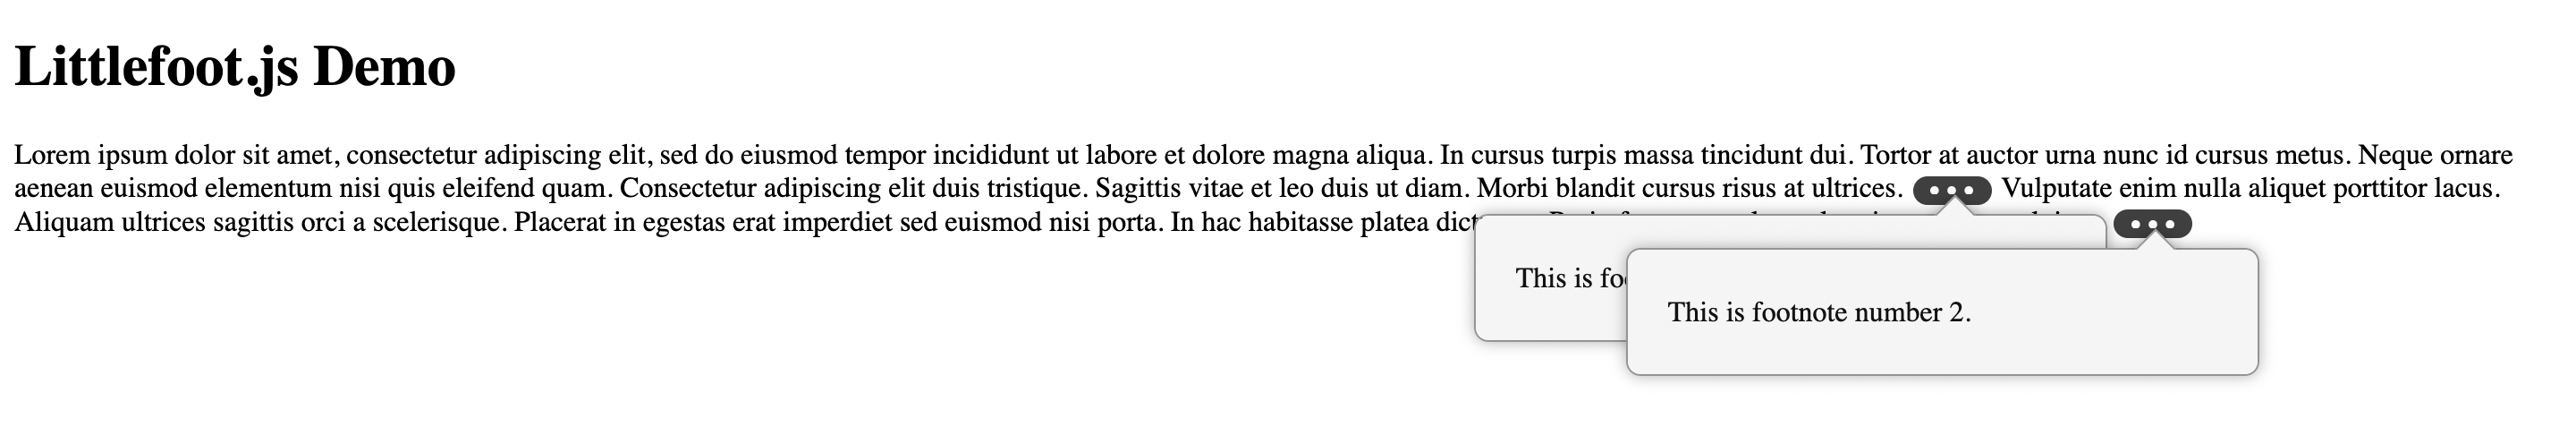 Littlefoot.js Demo
Lorem ipsum dolor sit amet, consectetur adipiscing elit, sed do eiusmod tempor incididunt ut labore et dolore magna aliqua. In cursus turpis massa tincidunt dui. Tortor at auctor urna nunc id cursus metus. Neque ornare
aenean euismod elementum nisi quis eleifend quam. Consectetur adipiscing elit duis tristique. Sagittis vitae et leo duis ut diam. Morbi blandit cursus risus at ultrices. Vulputate enim nulla aliquet porttitor lacus.
Aliquam ultrices sagittis orci a scelerisque. Placerat in egestas erat imperdiet sed euismod nisi porta. In hac habitasse platea
This is
This is footnote number 2.